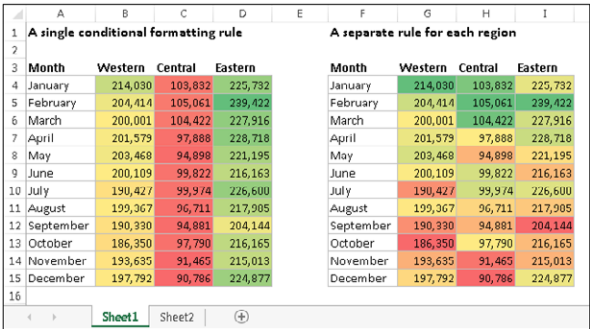 A B C D E F G H I
1 A single conditional formatting rule A separate rule for each region
2
3 Month Western Central Eastern Month Western Central Eastern
4 January 214,030 103,832 225,732 January 214,030 103,832 225,732
5 February 204,414 105,061 239,422 February 204,414 105,061 239,422
6 March 200,001 104,422 227,916 March 200,001 104,422 227,916
7 April 201,579 97,888 228,718 April 201,579 97,888 228,718
8 May 203,468 94,898 221,195 May 203,468 94,898 221,195
9 June 200,109 99,822 216,163 June 200,109 99,822 216,163
10 July 190,427 99,974 226,600 July 190,427 99,974 226,600
11 August 199,367 96,711 217,905 August 199,367 96,711 217,905
12 September 190,330 94,881 204,144 September 190,330 94,881 204,144
13 October 186,350 97,790 216,165 October 186,350 97,790 216,165
14 November 193,635 91,465 215,013 November 193,635 91,465 215,013
15 December 197,792 90,786 224,877 December 197,792 90,786 224,877
16
Sheet1 Sheet2